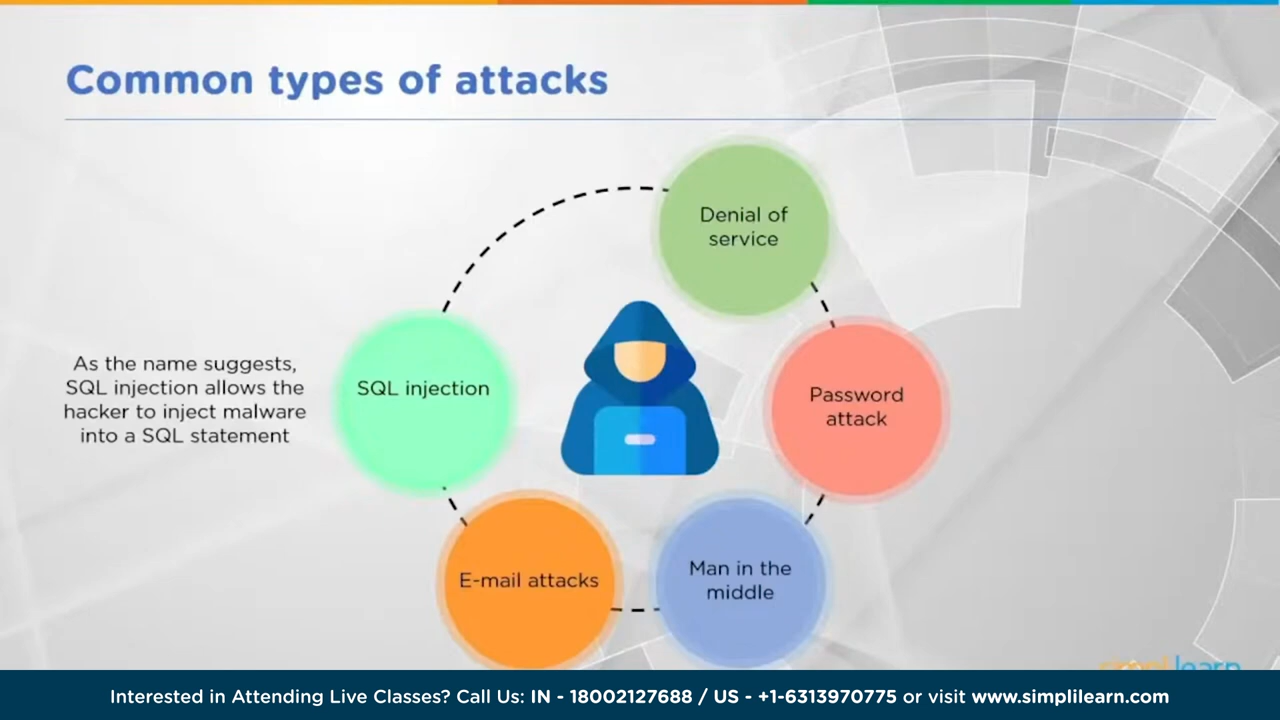 Common types of attacks
Denial of
service
As the name suggests,
SQL injection allows the
hacker to inject malware
into a SQL statement
SQL injection
Password
attack
E-mail attacks
Man in the
middle
simplilearn
Interested in Attending Live Classes? Call Us: IN - 18002127688 / US - +1-6313970775 or visit www.simplilearn.com